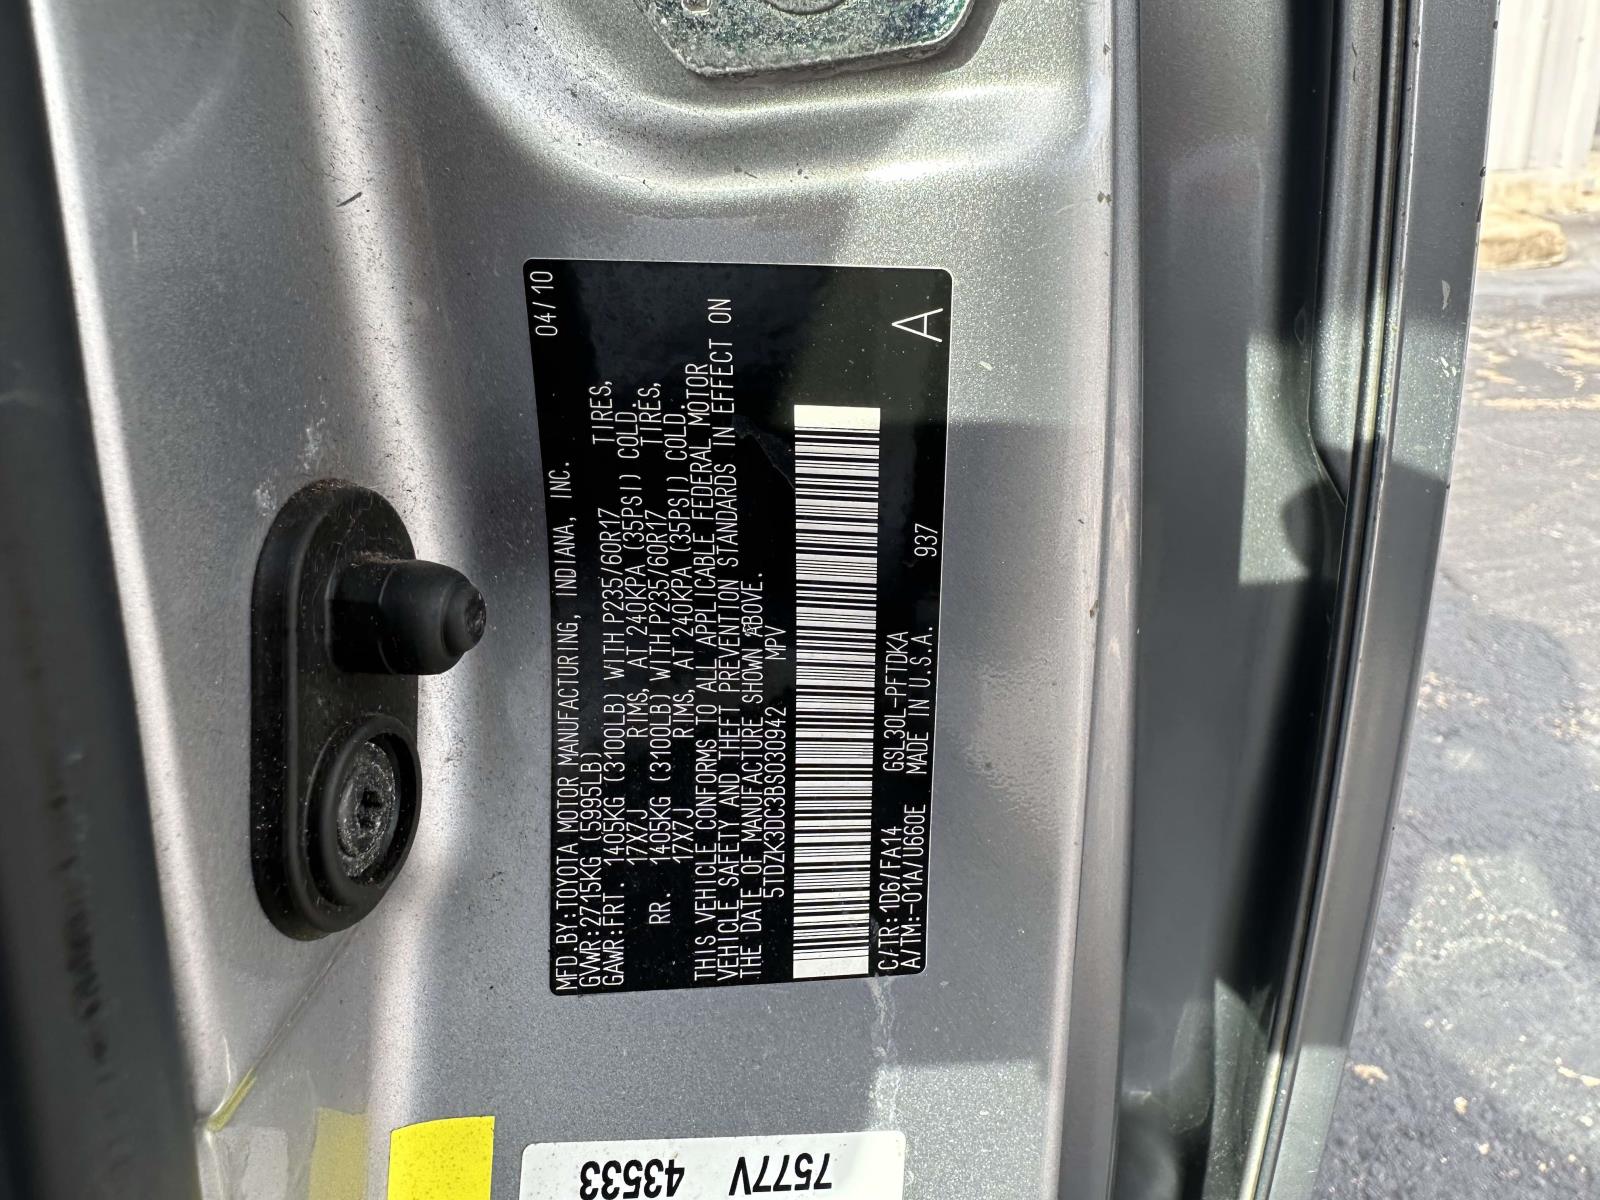 04/10
MFD.BY:TOYOTA MOTOR MANUFACTURING, INDIANA, INC.
GVWR:2715KG (5995LB)
GAWR:FRT. 1405KG (3100LB) WITH P235/60R17 TIRES,
17X7J RIMS, AT 240KPA (35PSI) COLD.
RR. 1405KG (3100LB) WITH P235/60R17 TIRES,
17X7J RIMS, AT 240KPA (35PSI) COLD.
THIS VEHICLE CONFORMS TO ALL APPLICABLE FEDERAL MOTOR
VEHICLE SAFETY AND THEFT PREVENTION STANDARDS IN EFFECT ON
THE DATE OF MANUFACTURE SHOWN ABOVE.
5TDZK3DC3BS030942 MPV
C/TR:1D6/FA14 GSL30L-PFTDKA
A/TM:-01A/U660E MADE IN U.S.A. 937 A
7577V
43533